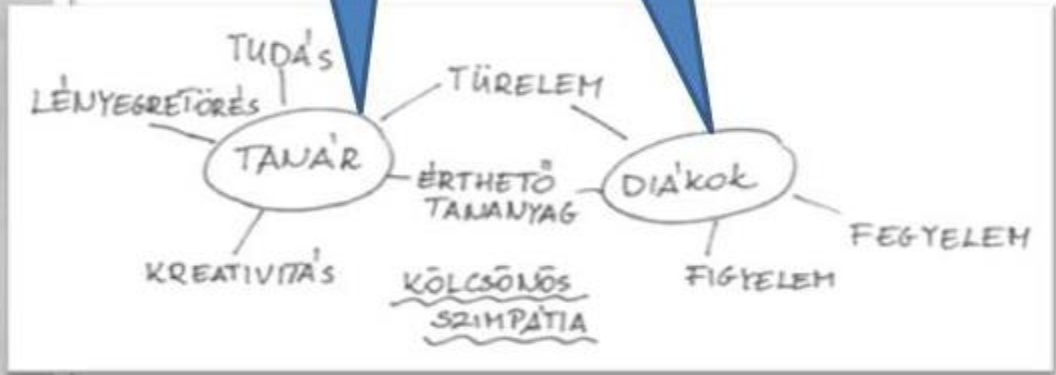 TUDÁS
LÉNYEGRETÖRÉS
TÜRELEM
TANÁR
ÉRTHETŐ
TANANYAG
DIÁKOK
FEGYELEM
KREATIVITÁS
FIGYELEM
KÖLCSÖNÖS
SZIMPÁTIA